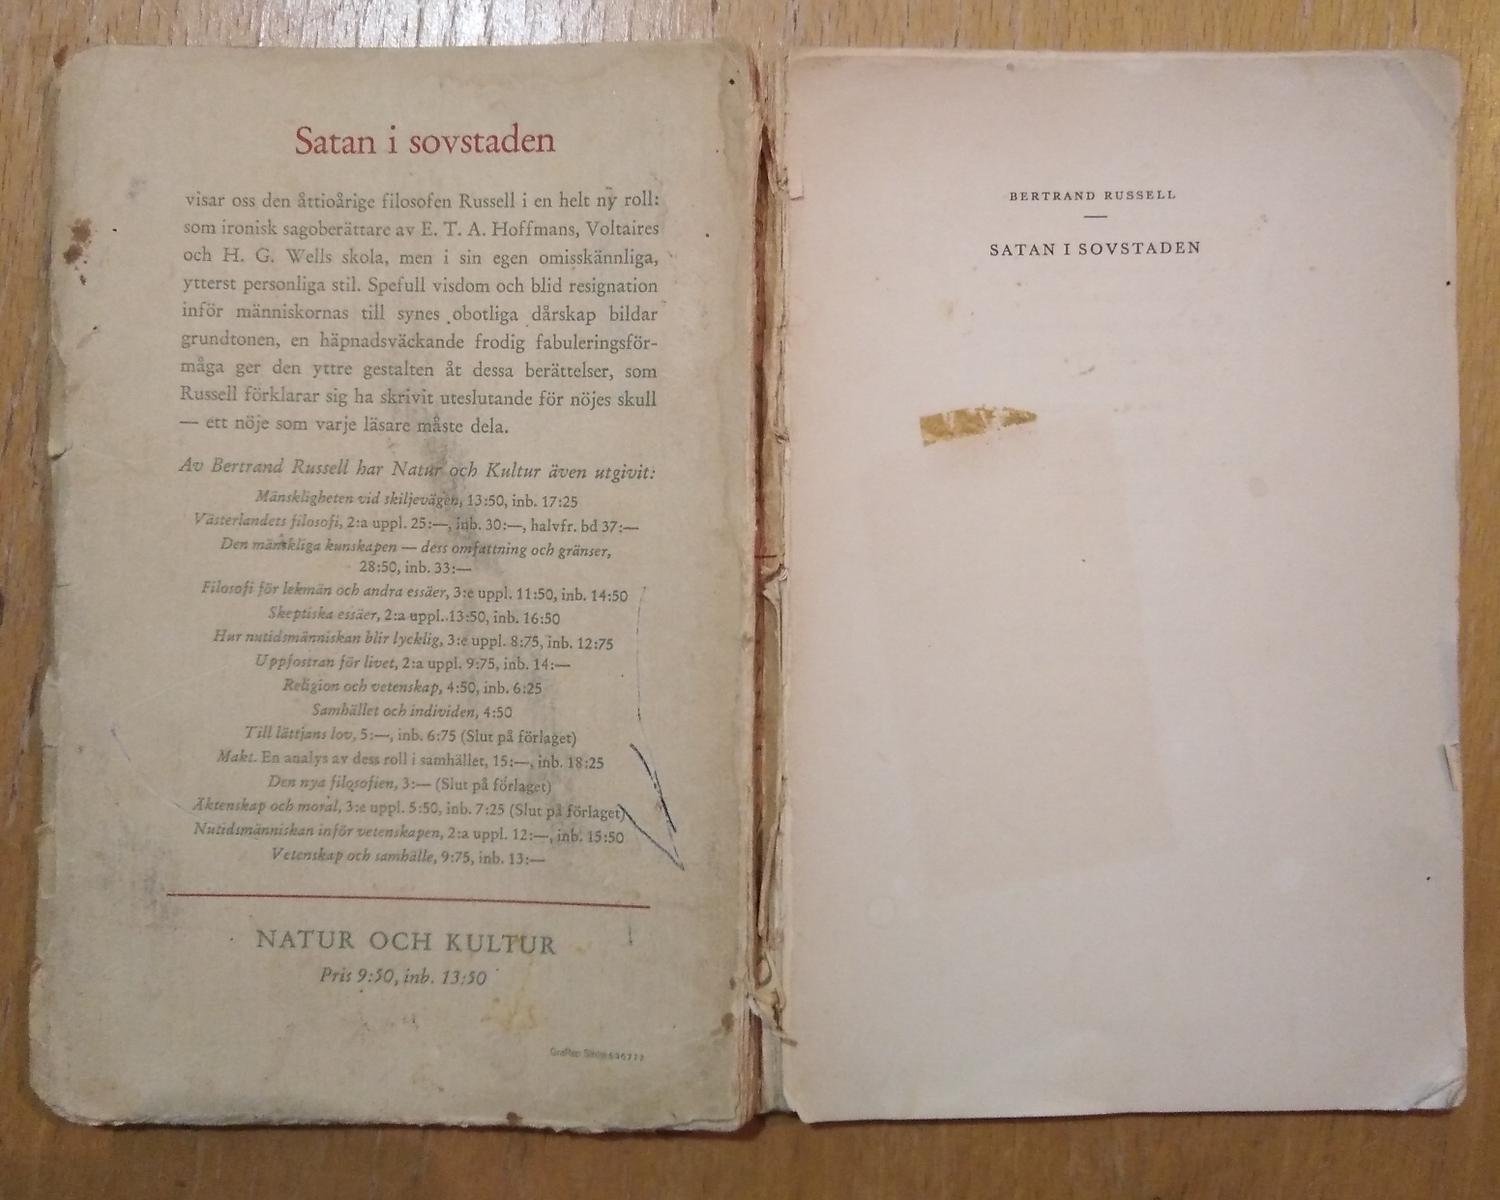 Satan i sovstaden
visar oss den åttioårige filosofen Russell i en helt ny roll:
som ironisk sagoberättare av E. T. A. Hoffmans, Voltaires
och H. G. Wells skola, men i sin egen omisskännliga,
ytterst personliga stil. Spefull visdom och blid resignation
inför människornas till synes obotliga dårskap bildar
grundtonen, en häpnadsväckande frodig fabuleringsför-
måga ger den yttre gestalten åt dessa berättelser, som
Russell förklarar sig ha skrivit uteslutande för nöjes skull
— ett nöje som varje läsare måste dela.
Av Bertrand Russell har Natur och Kultur även utgivit:
Mänskligheten vid skiljevägen, 13:50, inb. 17:25
Västerlandets filosofi, 2:a uppl. 25:—, inb. 30:—, halvfr. bd 37:—
Den mänskliga kunskapen — dess omfattning och gränser,
28:50, inb. 33:—
Filosofi för lekmän och andra essäer, 3:e uppl. 11:50, inb. 14:50
Skeptiska essäer, 2:a uppl. 13:50, inb. 16:50
Hur nutidsmänniskan blir lycklig, 3:e uppl. 8:75, inb. 12:75
Uppfostran för livet, 2:a uppl. 9:75, inb. 14:—
Religion och vetenskap, 4:50, inb. 6:25
Samhället och individen, 4:50
Till lättjans lov, 5:—, inb. 6:75 (Slut på förlaget)
Makt. En analys av dess roll i samhället, 15:—, inb. 18:25
Den nya filosofien, 3:— (Slut på förlaget)
Äktenskap och moral, 3:e uppl. 5:50, inb. 7:25 (Slut på förlaget)
Nutidsmänniskan inför vetenskapen, 2:a uppl. 12:—, inb. 15:50
Vetenskap och samhälle, 9:75, inb. 13:—
NATUR OCH KULTUR
Pris 9:50, inb. 13:50
BERTRAND RUSSELL
SATAN I SOVSTADEN